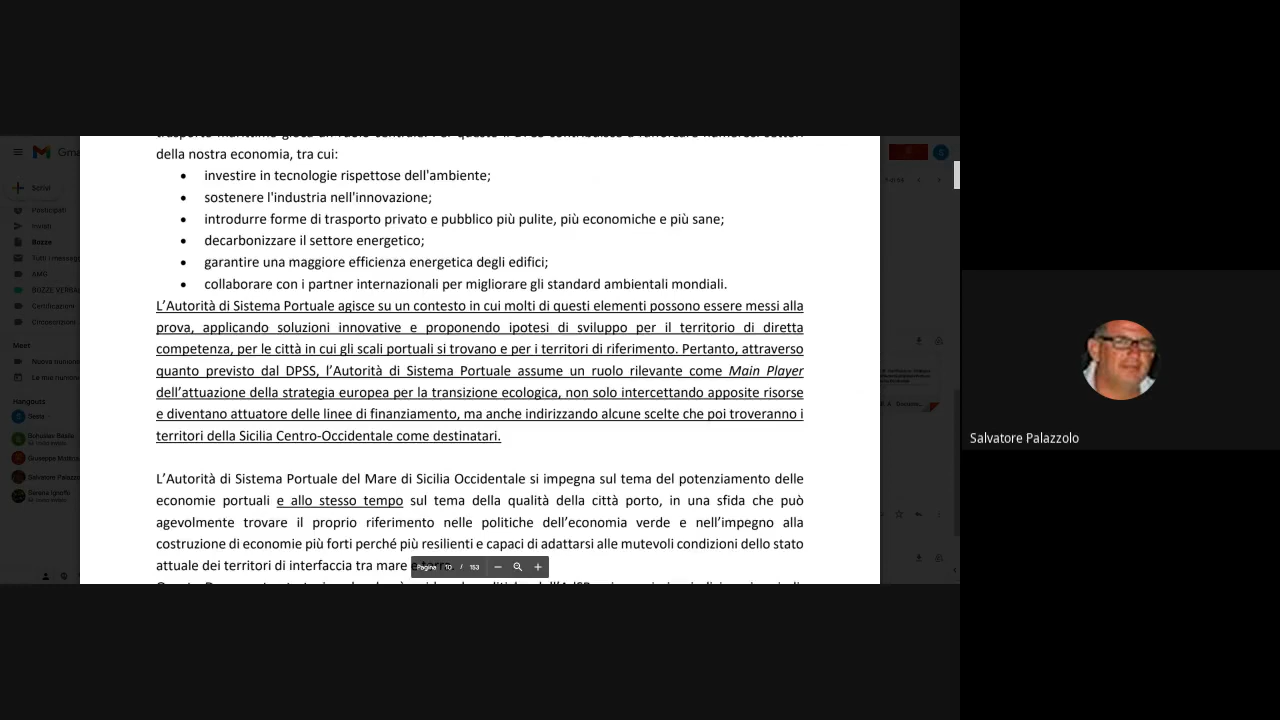 della nostra economia, tra cui:
• investire in tecnologie rispettose dell'ambiente;
• sostenere l'industria nell'innovazione;
• introdurre forme di trasporto privato e pubblico più pulite, più economiche e più sane;
• decarbonizzare il settore energetico;
• garantire una maggiore efficienza energetica degli edifici;
• collaborare con i partner internazionali per migliorare gli standard ambientali mondiali.
L’Autorità di Sistema Portuale agisce su un contesto in cui molti di questi elementi possono essere messi alla
prova, applicando soluzioni innovative e proponendo ipotesi di sviluppo per il territorio di diretta
competenza, per le città in cui gli scali portuali si trovano e per i territori di riferimento. Pertanto, attraverso
quanto previsto dal DPSS, l’Autorità di Sistema Portuale assume un ruolo rilevante come Main Player
dell’attuazione della strategia europea per la transizione ecologica, non solo intercettando apposite risorse
e diventano attuatore delle linee di finanziamento, ma anche indirizzando alcune scelte che poi troveranno i
territori della Sicilia Centro-Occidentale come destinatari.
L’Autorità di Sistema Portuale del Mare di Sicilia Occidentale si impegna sul tema del potenziamento delle
economie portuali e allo stesso tempo sul tema della qualità della città porto, in una sfida che può
agevolmente trovare il proprio riferimento nelle politiche dell’economia verde e nell’impegno alla
costruzione di economie più forti perché più resilienti e capaci di adattarsi alle mutevoli condizioni dello stato
attuale dei territori di interfaccia tra mare
Pagina 10 / 153
Gm
Scrivi
Bozze
AMG
Meet
Hangouts
Salvatore Palazzolo